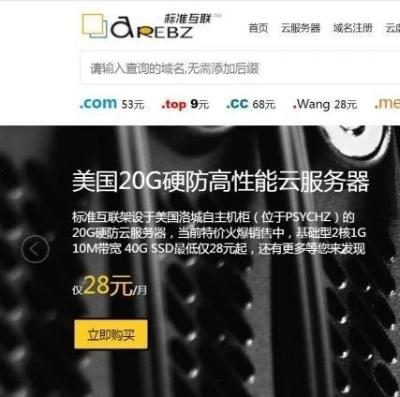 标准互联™
AREBZ
首页 云服务器 域名注册
请输入查询的域名,无需添加后缀
.com 53元 .top 9元 .cc 68元 .Wang 28元 .me
美国20G硬防高性能云服务器
标准互联架设于美国洛城自主机柜（位于PSYCHZ）的
20G硬防云服务器，当前特价火爆销售中，基础型2核1G
10M带宽 40G SSD最低仅28元起，还有更多等您来发现
仅28元/月
立即购买